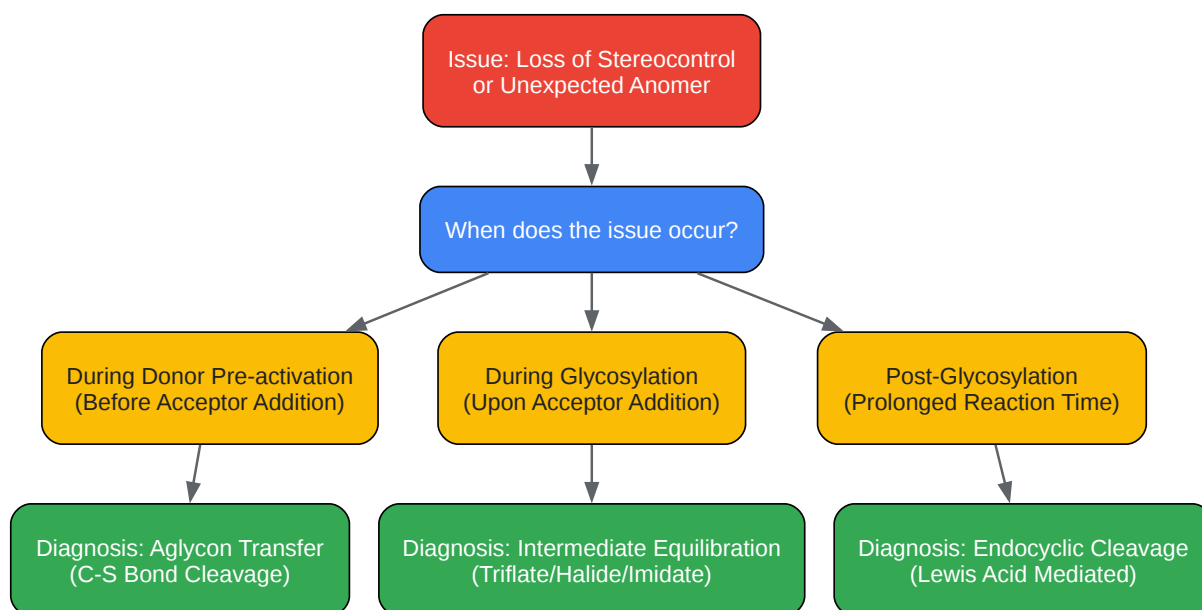 Issue: Loss of Stereocontrol
or Unexpected Anomer
When does the issue occur?
During Donor Pre-activation
(Before Acceptor Addition)
During Glycosylation
(Upon Acceptor Addition)
Post-Glycosylation
(Prolonged Reaction Time)
Diagnosis: Aglycon Transfer
(C-S Bond Cleavage)
Diagnosis: Intermediate Equilibration
(Triflate/Halide/Imidate)
Diagnosis: Endocyclic Cleavage
(Lewis Acid Mediated)